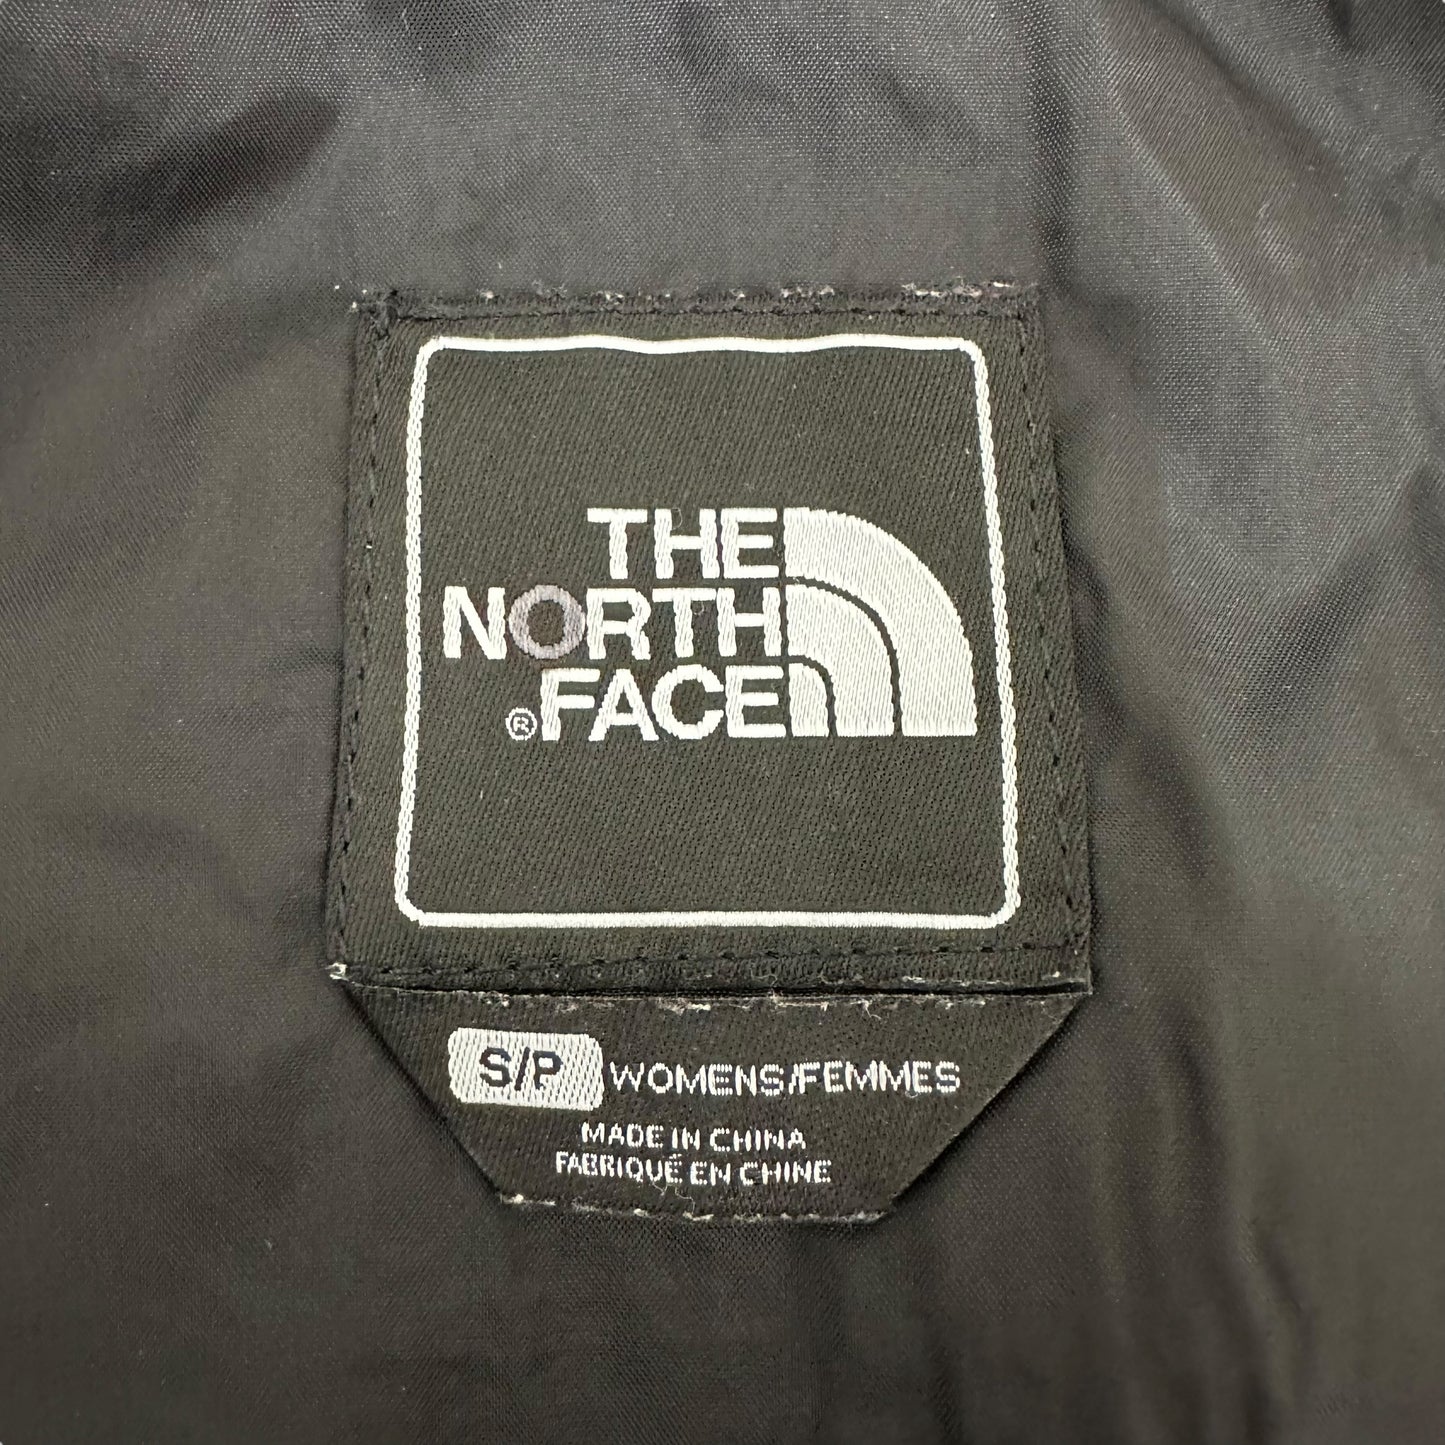 THE
NORTH
®FACE
S/P WOMENS/FEMMES
MADE IN CHINA
FABRIQUÉ EN CHINE